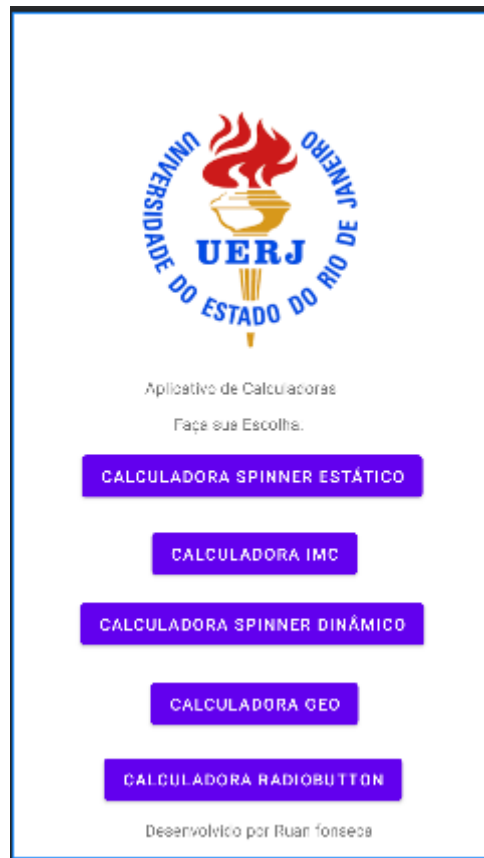 UNIVERSIDADE DO ESTADO DO RIO DE JANEIRO
UERJ
Aplicativo de Calculadoras
Faça sua Escolha.
CALCULADORA SPINNER ESTÁTICO
CALCULADORA IMC
CALCULADORA SPINNER DINÂMICO
CALCULADORA GEO
CALCULADORA RADIOBUTTON
Desenvolvido por Ruan fonseca